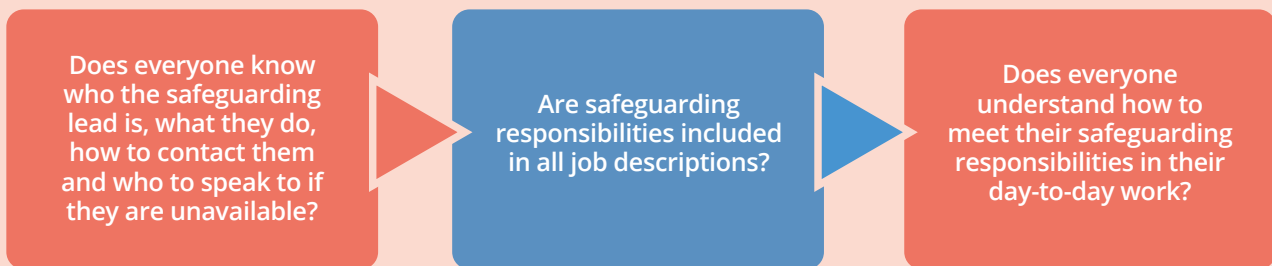 Does everyone know
who the safeguarding
lead is, what they do,
how to contact them
and who to speak to if
they are unavailable?
Are safeguarding
responsibilities included
in all job descriptions?
Does everyone
understand how to
meet their safeguarding
responsibilities in their
day-to-day work?